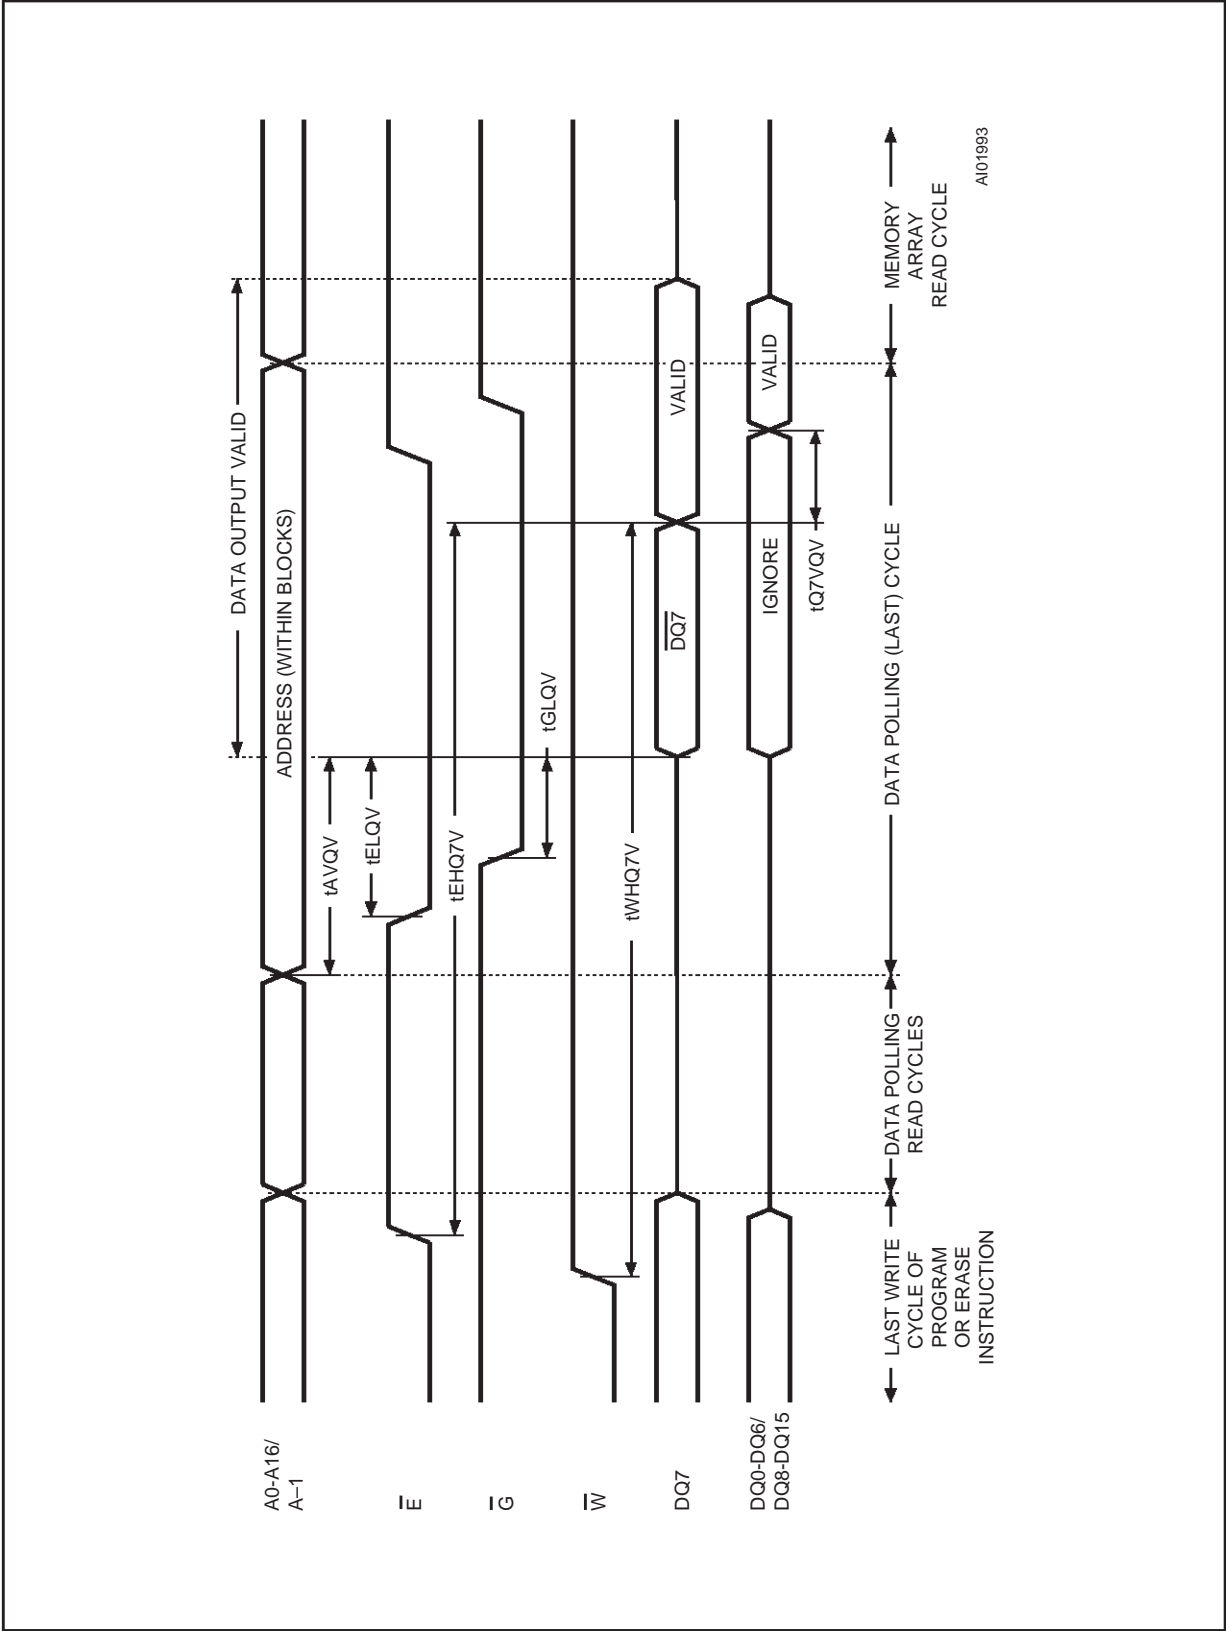 DATA OUTPUT VALID
A0-A16/
A–1
ADDRESS (WITHIN BLOCKS)
tAVQV
tELQV
E
tEHQ7V
G
tGLQV
W
tWHQ7V
DQ7
DQ7
VALID
DQ0-DQ6/
DQ8-DQ15
IGNORE
VALID
tQ7VQV
LAST WRITE
CYCLE OF
PROGRAM
OR ERASE
INSTRUCTION
DATA POLLING
READ CYCLES
DATA POLLING (LAST) CYCLE
MEMORY
ARRAY
READ CYCLE
AI01993